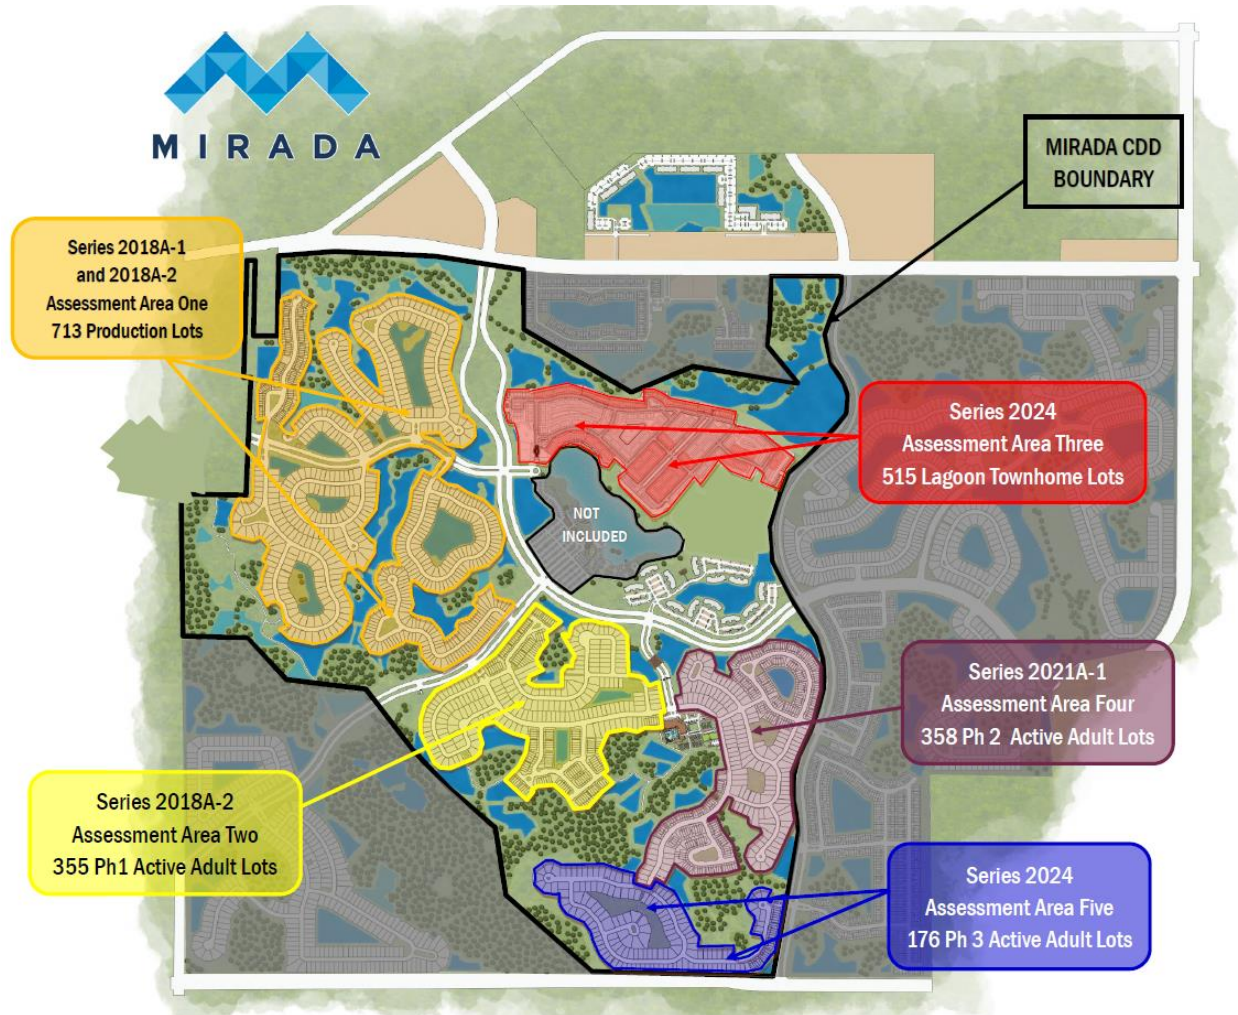 MIRADA
MIRADA CDD
BOUNDARY
Series 2018A-1
and 2018A-2
Assessment Area One
713 Production Lots
Series 2024
Assessment Area Three
515 Lagoon Townhome Lots
NOT
INCLUDED
Series 2021A-1
Assessment Area Four
358 Ph 2 Active Adult Lots
Series 2018A-2
Assessment Area Two
355 Ph1 Active Adult Lots
Series 2024
Assessment Area Five
176 Ph 3 Active Adult Lots